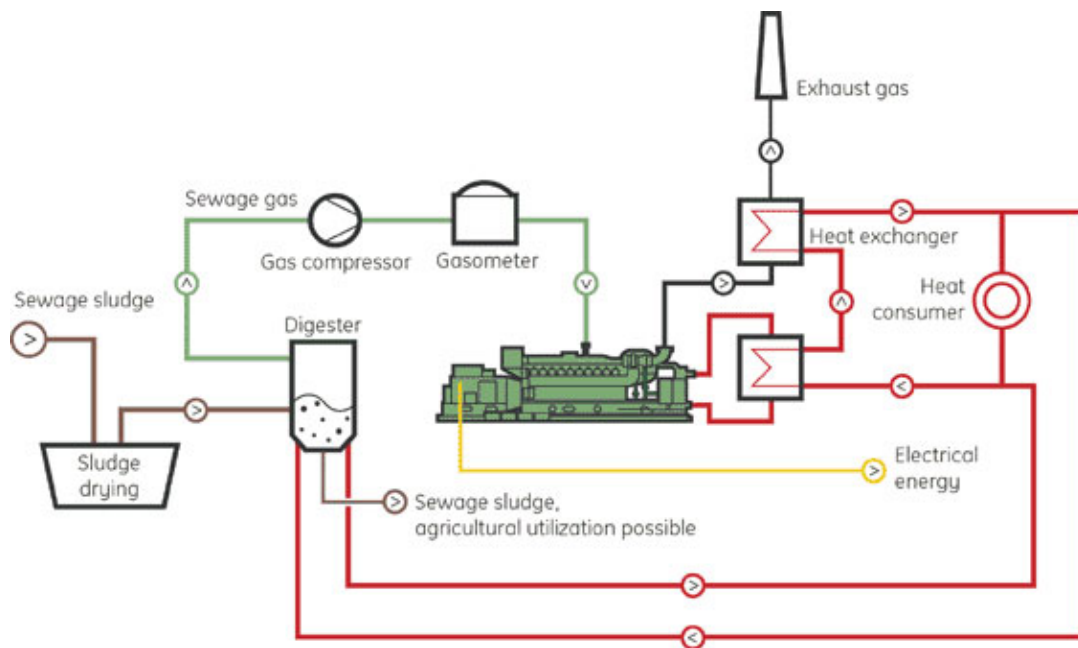 Exhaust gas
Sewage gas
Gas compressor
Gasometer
Heat exchanger
Sewage sludge
Digester
Heat
consumer
Sludge
drying
Electrical
energy
Sewage sludge,
agricultural utilization possible